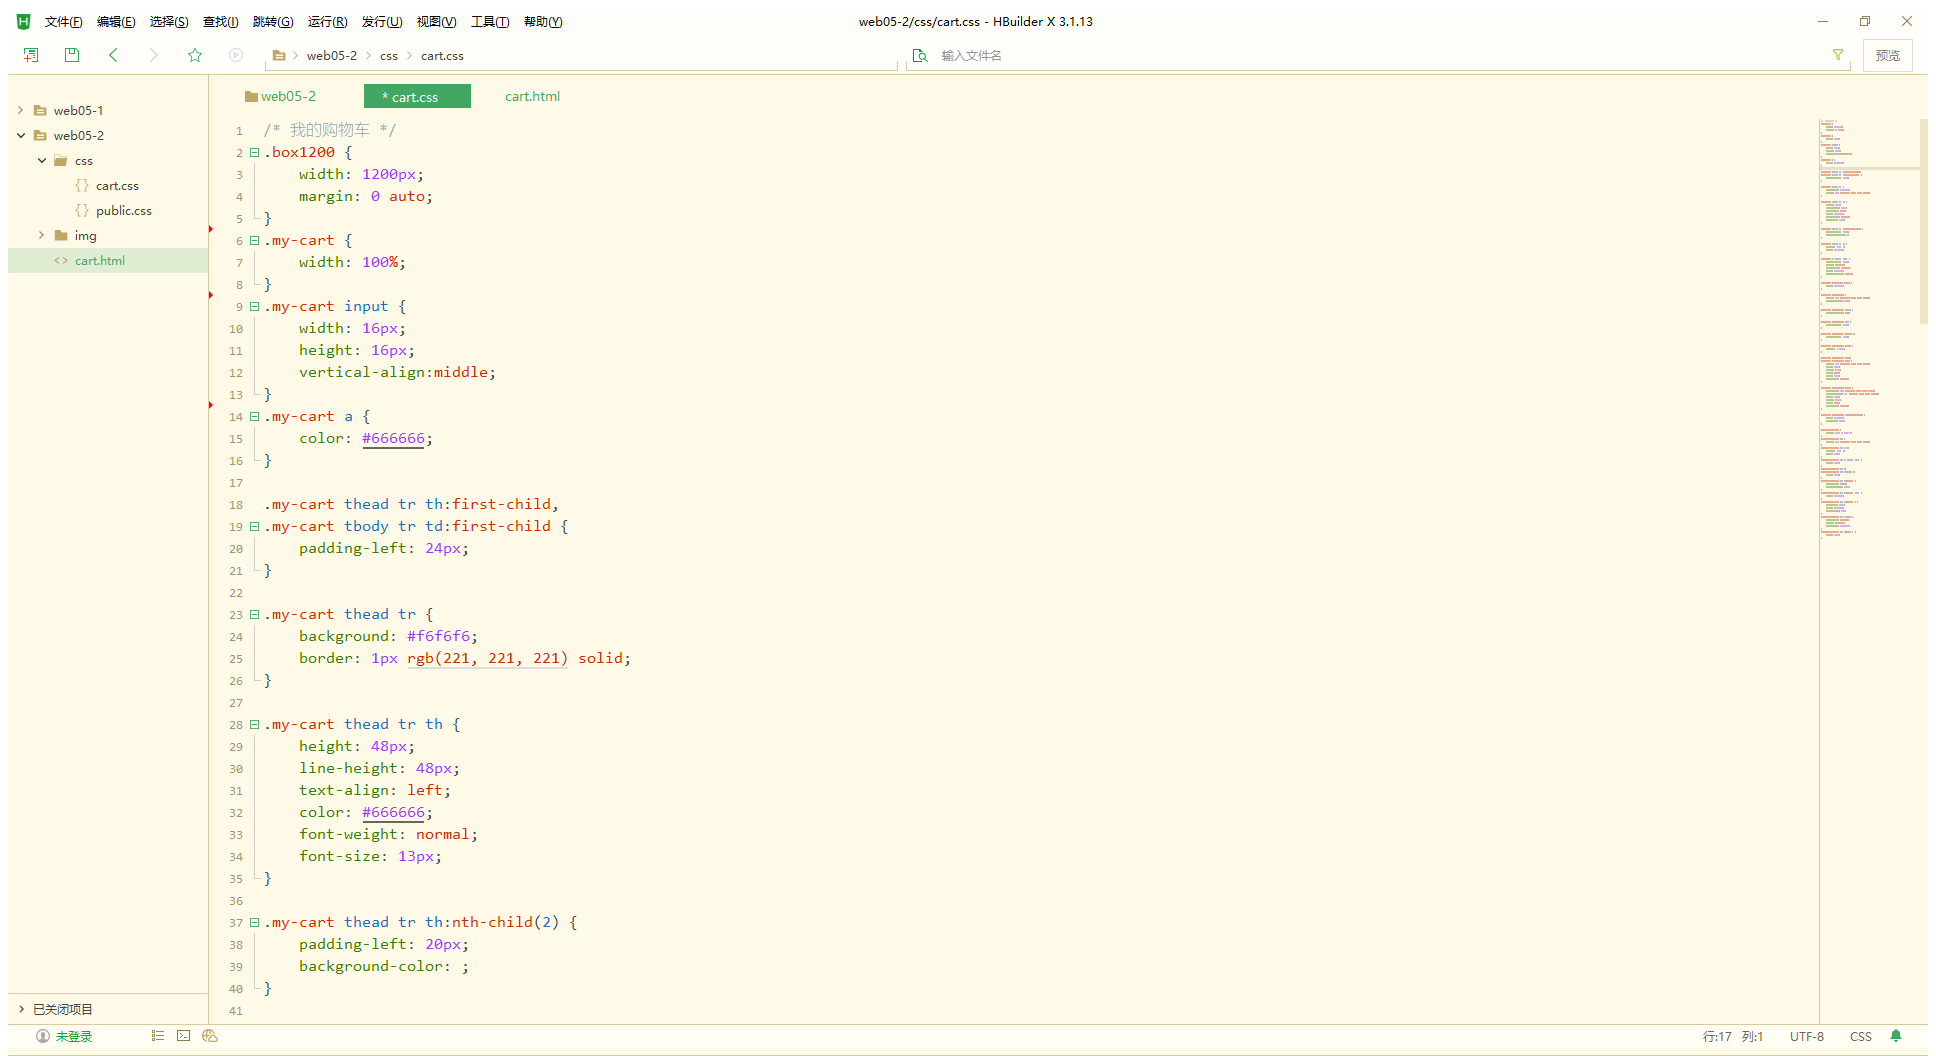 文件(F) 编辑(E) 选择(S) 查找(I) 跳转(G) 运行(R) 发行(U) 视图(V) 工具(T) 帮助(Y) web05-2/css/cart.css - HBuilder X 3.1.13
web05-2 css cart.css 输入文件名 预览
web05-1
web05-2
css
cart.css
public.css
img
cart.html
已关闭项目
web05-2 * cart.css cart.html
1 /* 我的购物车 */
2 .box1200 {
3 width: 1200px;
4 margin: 0 auto;
5 }
6 .my-cart {
7 width: 100%;
8 }
9 .my-cart input {
10 width: 16px;
11 height: 16px;
12 vertical-align:middle;
13 }
14 .my-cart a {
15 color: #666666;
16 }
17
18 .my-cart thead tr th:first-child,
19 .my-cart tbody tr td:first-child {
20 padding-left: 24px;
21 }
22
23 .my-cart thead tr {
24 background: #f6f6f6;
25 border: 1px rgb(221, 221, 221) solid;
26 }
27
28 .my-cart thead tr th {
29 height: 48px;
30 line-height: 48px;
31 text-align: left;
32 color: #666666;
33 font-weight: normal;
34 font-size: 13px;
35 }
36
37 .my-cart thead tr th:nth-child(2) {
38 padding-left: 20px;
39 background-color: ;
40 }
41
未登录 行:17 列:1 UTF-8 CSS